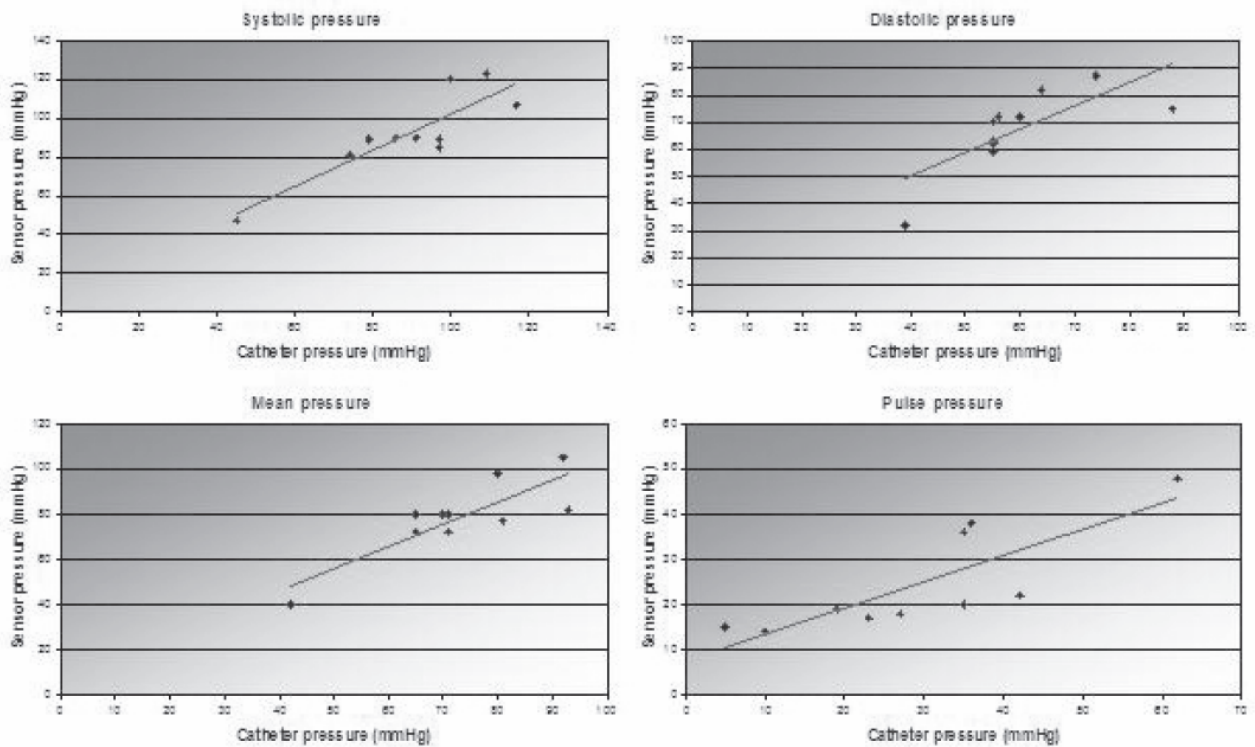 Systolic pressure
Sensor pressure (mmHg)
140
120
100
80
60
40
20
0
0 20 40 60 80 100 120 140
Catheter pressure (mmHg)
Diastolic pressure
Sensor pressure (mmHg)
100
90
80
70
60
50
40
30
20
10
0
0 10 20 30 40 50 60 70 80 90 100
Catheter pressure (mmHg)
Mean pressure
Sensor pressure (mmHg)
120
100
80
60
40
20
0
0 10 20 30 40 50 60 70 80 90 100
Catheter pressure (mmHg)
Pulse pressure
Sensor pressure (mmHg)
60
50
40
30
20
10
0
0 10 20 30 40 50 60 70
Catheter pressure (mmHg)